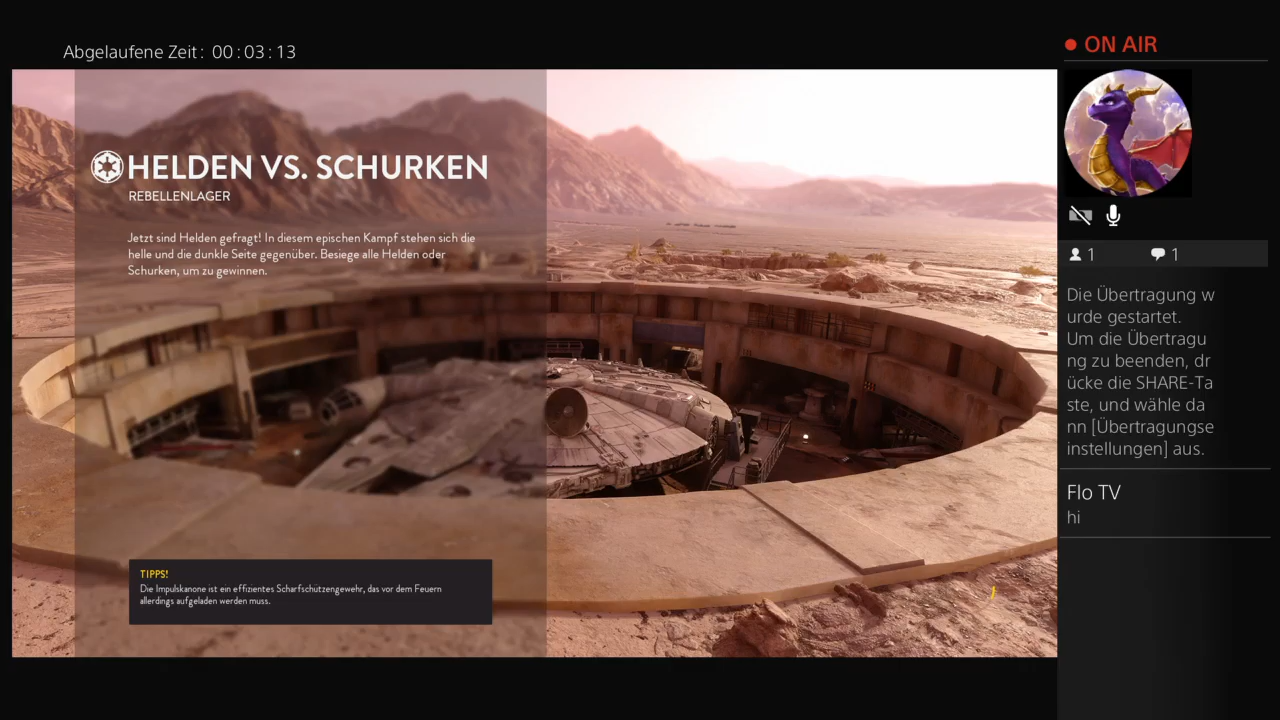 Abgelaufene Zeit: 00:03:13
ON AIR
HELDEN VS. SCHURKEN
REBELLENLAGER
Jetzt sind Helden gefragt! In diesem epischen Kampf stehen sich die
helle und die dunkle Seite gegenüber. Besiege alle Helden oder
Schurken, um zu gewinnen.
TIPPS!
Die Impulskanone ist ein effizientes Scharfschützengewehr, das vor dem Feuern
allerdings aufgeladen werden muss.
1 1
Die Übertragung w
urde gestartet.
Um die Übertragu
ng zu beenden, dr
ücke die SHARE-Ta
ste, und wähle da
nn [Übertragungse
instellungen] aus.
Flo TV
hi